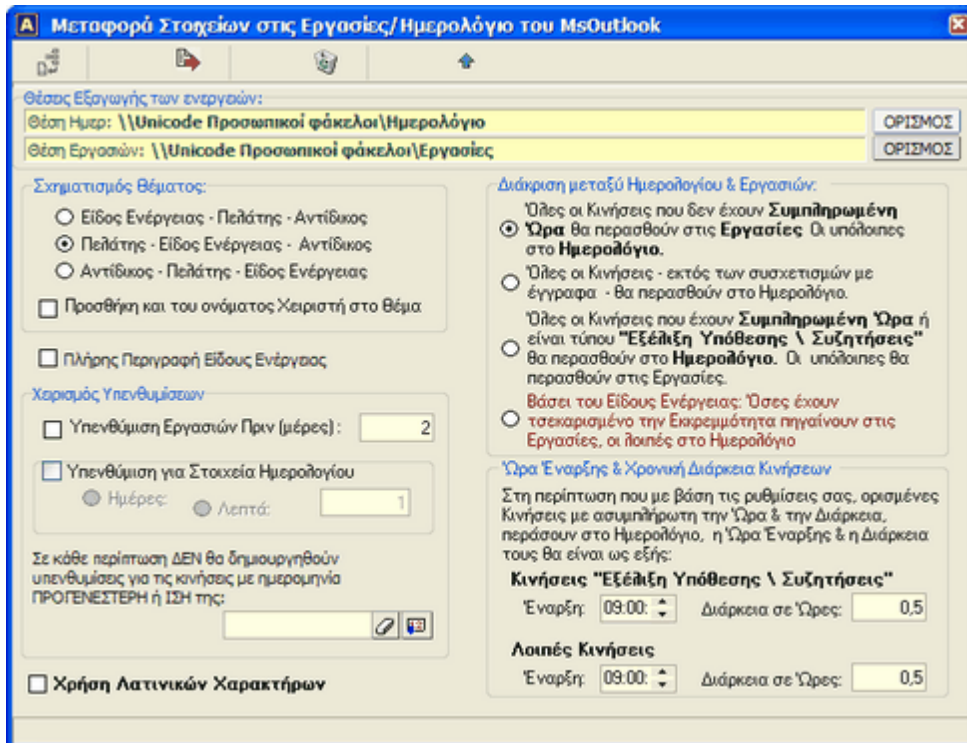 Μεταφορά Στοιχείων στις Εργασίες/Ημερολόγιο του MsOutlook
Θέσεις Εξαγωγής των ενεργειών:
Θέση Ημερ: \\Unicode Προσωπικοί φάκελοι\Ημερολόγιο ΟΡΙΣΜΟΣ
Θέση Εργασιών: \\Unicode Προσωπικοί φάκελοι\Εργασίες ΟΡΙΣΜΟΣ
Σχηματισμός Θέματος:
Είδος Ενέργειας - Πελάτης - Αντίδικος
Πελάτης - Είδος Ενέργειας - Αντίδικος
Αντίδικος - Πελάτης - Είδος Ενέργειας
Προσθήκη και του ονόματος Χειριστή στο Θέμα
Πλήρης Περιγραφή Είδους Ενέργειας
Χειρισμός Υπενθυμίσεων
Υπενθύμιση Εργασιών Πριν (μέρες) : 2
Υπενθύμιση για Στοιχεία Ημερολογίου
Ημέρες: Λεπτά: 1
Σε κάθε περίπτωση ΔΕΝ θα δημιουργηθούν
υπενθυμίσεις για τις κινήσεις με ημερομηνία
ΠΡΟΓΕΝΕΣΤΕΡΗ ή ΙΣΗ της:
Χρήση Λατινικών Χαρακτήρων
Διάκριση μεταξύ Ημερολογίου & Εργασιών:
Όλες οι Κινήσεις που δεν έχουν Συμπληρωμένη
Ώρα θα περασθούν στις Εργασίες Οι υπόλοιπες
στο Ημερολόγιο.
Όλες οι Κινήσεις - εκτός των συσχετισμών με
έγγραφα - θα περασθούν στο Ημερολόγιο.
Όλες οι Κινήσεις που έχουν Συμπληρωμένη Ώρα ή
είναι τύπου "Εξέλιξη Υπόθεσης \ Συζητήσεις"
θα περασθούν στο Ημερολόγιο. Οι υπόλοιπες θα
περασθούν στις Εργασίες.
Βάσει του Είδους Ενέργειας: Όσες έχουν
τσεκαρισμένο την Εκκρεμμότητα πηγαίνουν στις
Εργασίες, οι λοιπές στο Ημερολόγιο
Ώρα Έναρξης & Χρονική Διάρκεια Κινήσεων
Στη περίπτωση που με βάση τις ρυθμίσεις σας, ορισμένες
Κινήσεις με ασυμπλήρωτη την Ώρα & την Διάρκεια,
περάσουν στο Ημερολόγιο, η Ώρα Έναρξης & η Διάρκεια
τους θα είναι ως εξής:
Κινήσεις "Εξέλιξη Υπόθεσης \ Συζητήσεις"
Έναρξη: 09:00: Διάρκεια σε Ώρες: 0,5
Λοιπές Κινήσεις
Έναρξη: 09:00: Διάρκεια σε Ώρες: 0,5